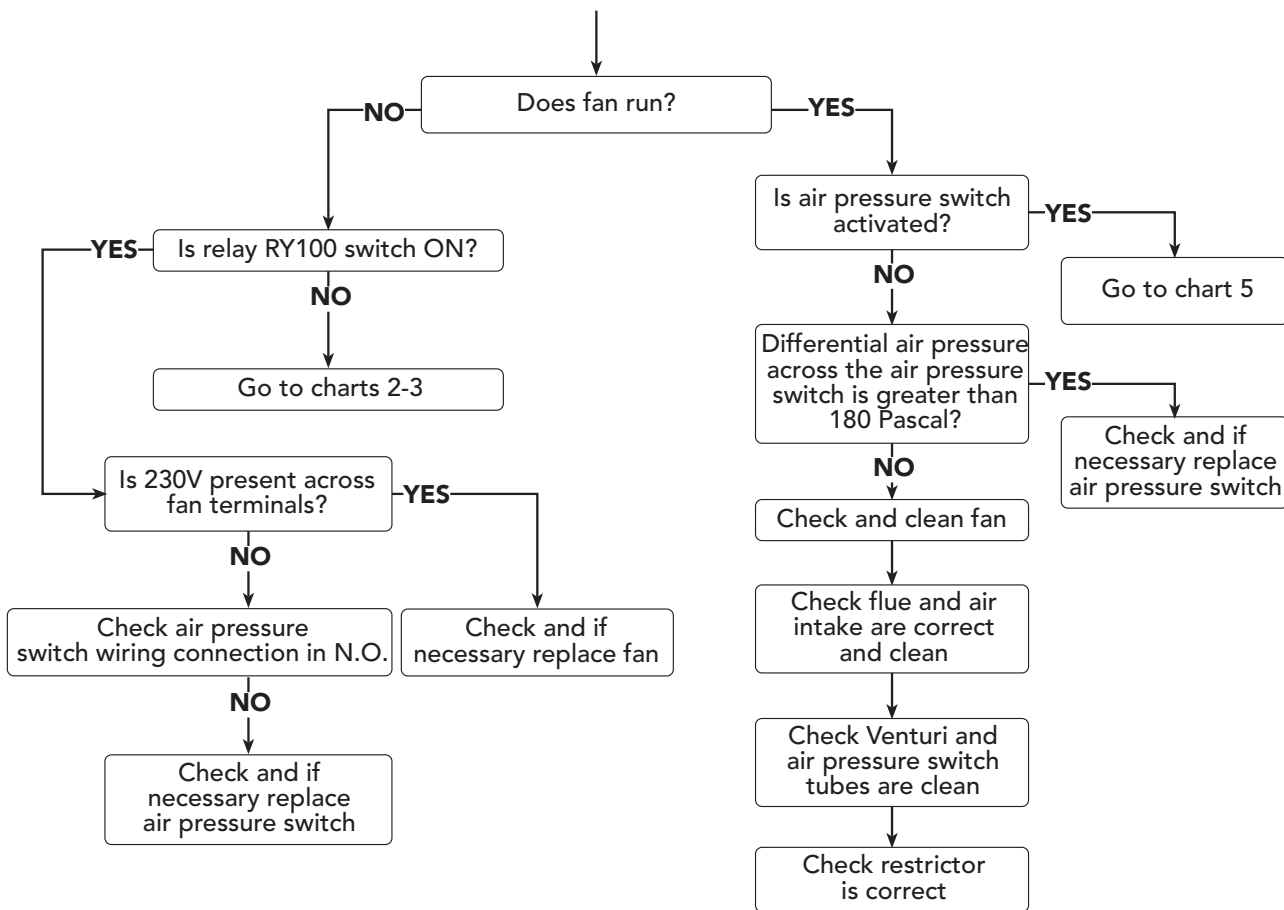 Does fan run?
NO
YES
Is air pressure switch
activated?
YES
YES
Is relay RY100 switch ON?
NO
NO
Go to chart 5
Differential air pressure
across the air pressure
switch is greater than
180 Pascal?
YES
Go to charts 2-3
Check and if
necessary replace
air pressure switch
Is 230V present across
fan terminals?
YES
NO
NO
Check and clean fan
Check air pressure
switch wiring connection in N.O.
Check and if
necessary replace fan
Check flue and air
intake are correct
and clean
NO
Check Venturi and
air pressure switch
tubes are clean
Check and if
necessary replace
air pressure switch
Check restrictor
is correct